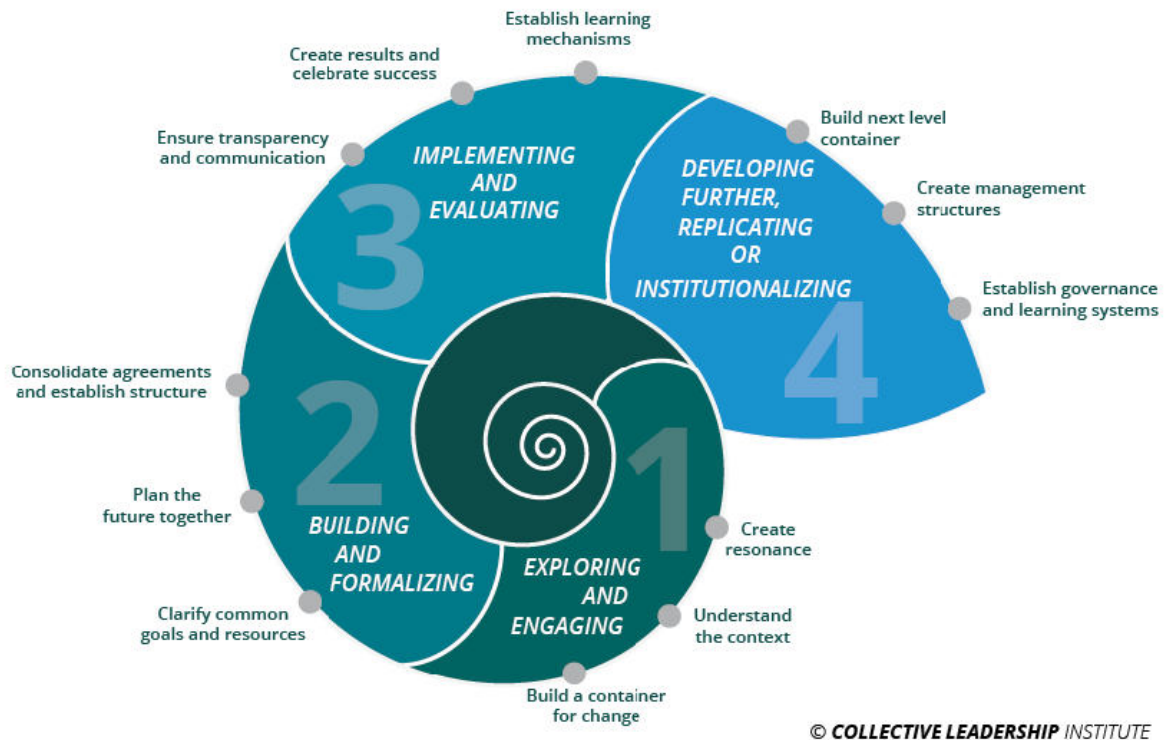 Establish learning
mechanisms
Create results and
celebrate success
Ensure transparency
and communication
Build next level
container
Create management
structures
Establish governance
and learning systems
IMPLEMENTING
AND
EVALUATING
3
DEVELOPING
FURTHER,
REPLICATING
OR
INSTITUTIONALIZING
4
Consolidate agreements
and establish structure
Plan the
future together
Clarify common
goals and resources
2
BUILDING
AND
FORMALIZING
1
EXPLORING
AND
ENGAGING
Create
resonance
Understand
the context
Build a container
for change
© COLLECTIVE LEADERSHIP INSTITUTE